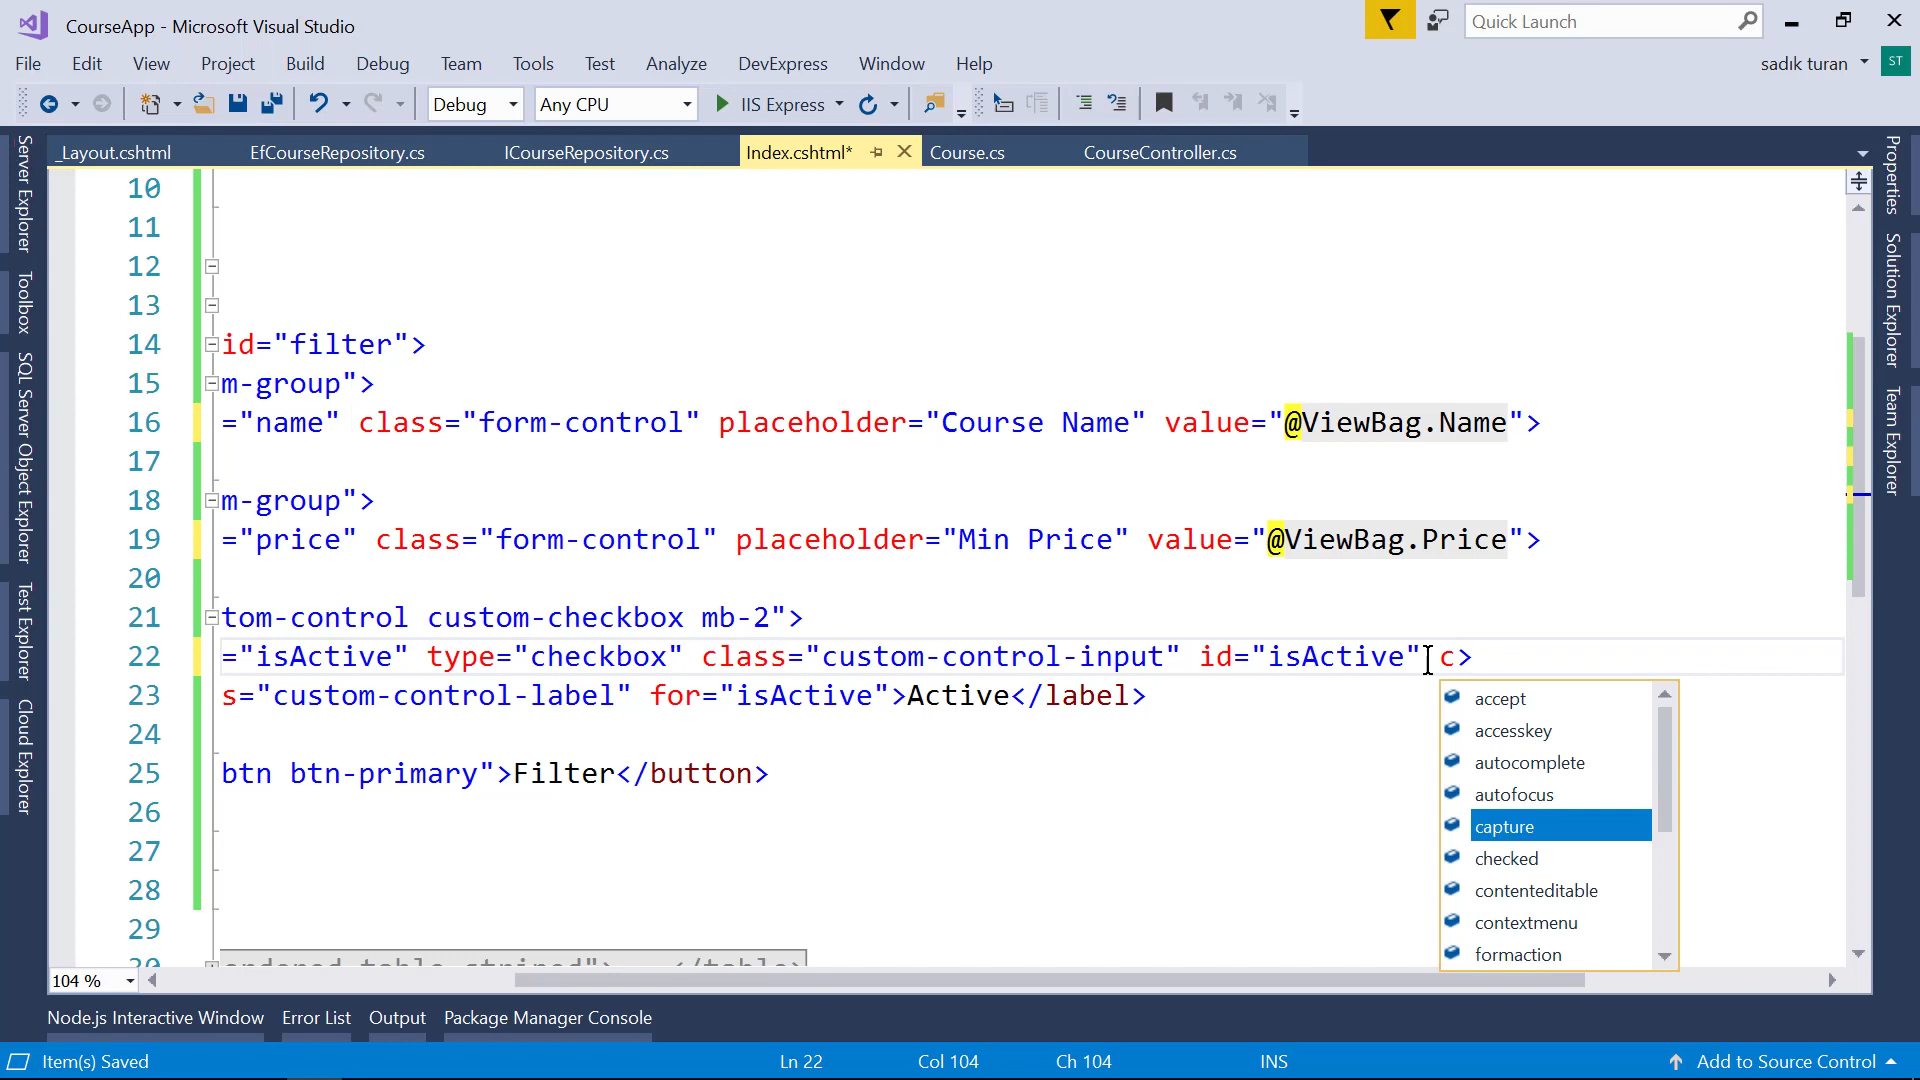 CourseApp - Microsoft Visual Studio
Quick Launch
File Edit View Project Build Debug Team Tools Test Analyze DevExpress Window Help
sadık turan
ST
Debug
Any CPU
IIS Express
_Layout.cshtml EfCourseRepository.cs ICourseRepository.cs Index.cshtml* Course.cs CourseController.cs
Server Explorer
Toolbox
SQL Server Object Explorer
Test Explorer
Cloud Explorer
10
11
12
13
14 id="filter">
15 m-group">
16 ="name" class="form-control" placeholder="Course Name" value="@ViewBag.Name">
17
18 m-group">
19 ="price" class="form-control" placeholder="Min Price" value="@ViewBag.Price">
20
21 tom-control custom-checkbox mb-2">
22 ="isActive" type="checkbox" class="custom-control-input" id="isActive" c>
23 s="custom-control-label" for="isActive">Active</label>
24
25 btn btn-primary">Filter</button>
26
27
28
29
30 endered table-striped">...</table>
accept
accesskey
autocomplete
autofocus
capture
checked
contenteditable
contextmenu
formaction
Properties
Solution Explorer
Team Explorer
104 %
Node.js Interactive Window Error List Output Package Manager Console
Item(s) Saved
Ln 22
Col 104
Ch 104
INS
Add to Source Control